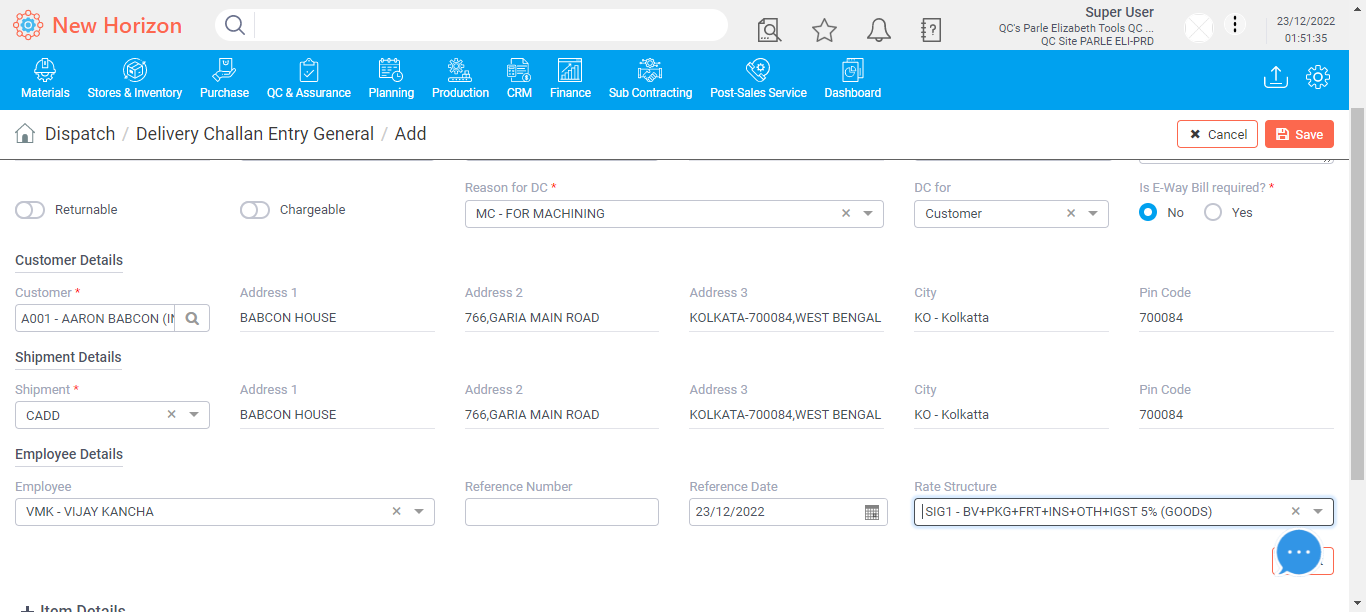 New Horizon
Super User
QC's Parle Elizabeth Tools QC ...
QC Site PARLE ELI-PRD
23/12/2022
01:51:35
Materials Stores & Inventory Purchase QC & Assurance Planning Production CRM Finance Sub Contracting Post-Sales Service Dashboard
Dispatch / Delivery Challan Entry General / Add
Cancel Save
Reason for DC * DC for Is E-Way Bill required? *
Returnable Chargeable MC - FOR MACHINING Customer No Yes
Customer Details
Customer * Address 1 Address 2 Address 3 City Pin Code
A001 - AARON BABCON (IN BABCON HOUSE 766,GARIA MAIN ROAD KOLKATA-700084,WEST BENGAL KO - Kolkatta 700084
Shipment Details
Shipment * Address 1 Address 2 Address 3 City Pin Code
CADD BABCON HOUSE 766,GARIA MAIN ROAD KOLKATA-700084,WEST BENGAL KO - Kolkatta 700084
Employee Details
Employee Reference Number Reference Date Rate Structure
VMK - VIJAY KANCHA 23/12/2022 SIG1 - BV+PKG+FRT+INS+OTH+IGST 5% (GOODS)
+ Item Details